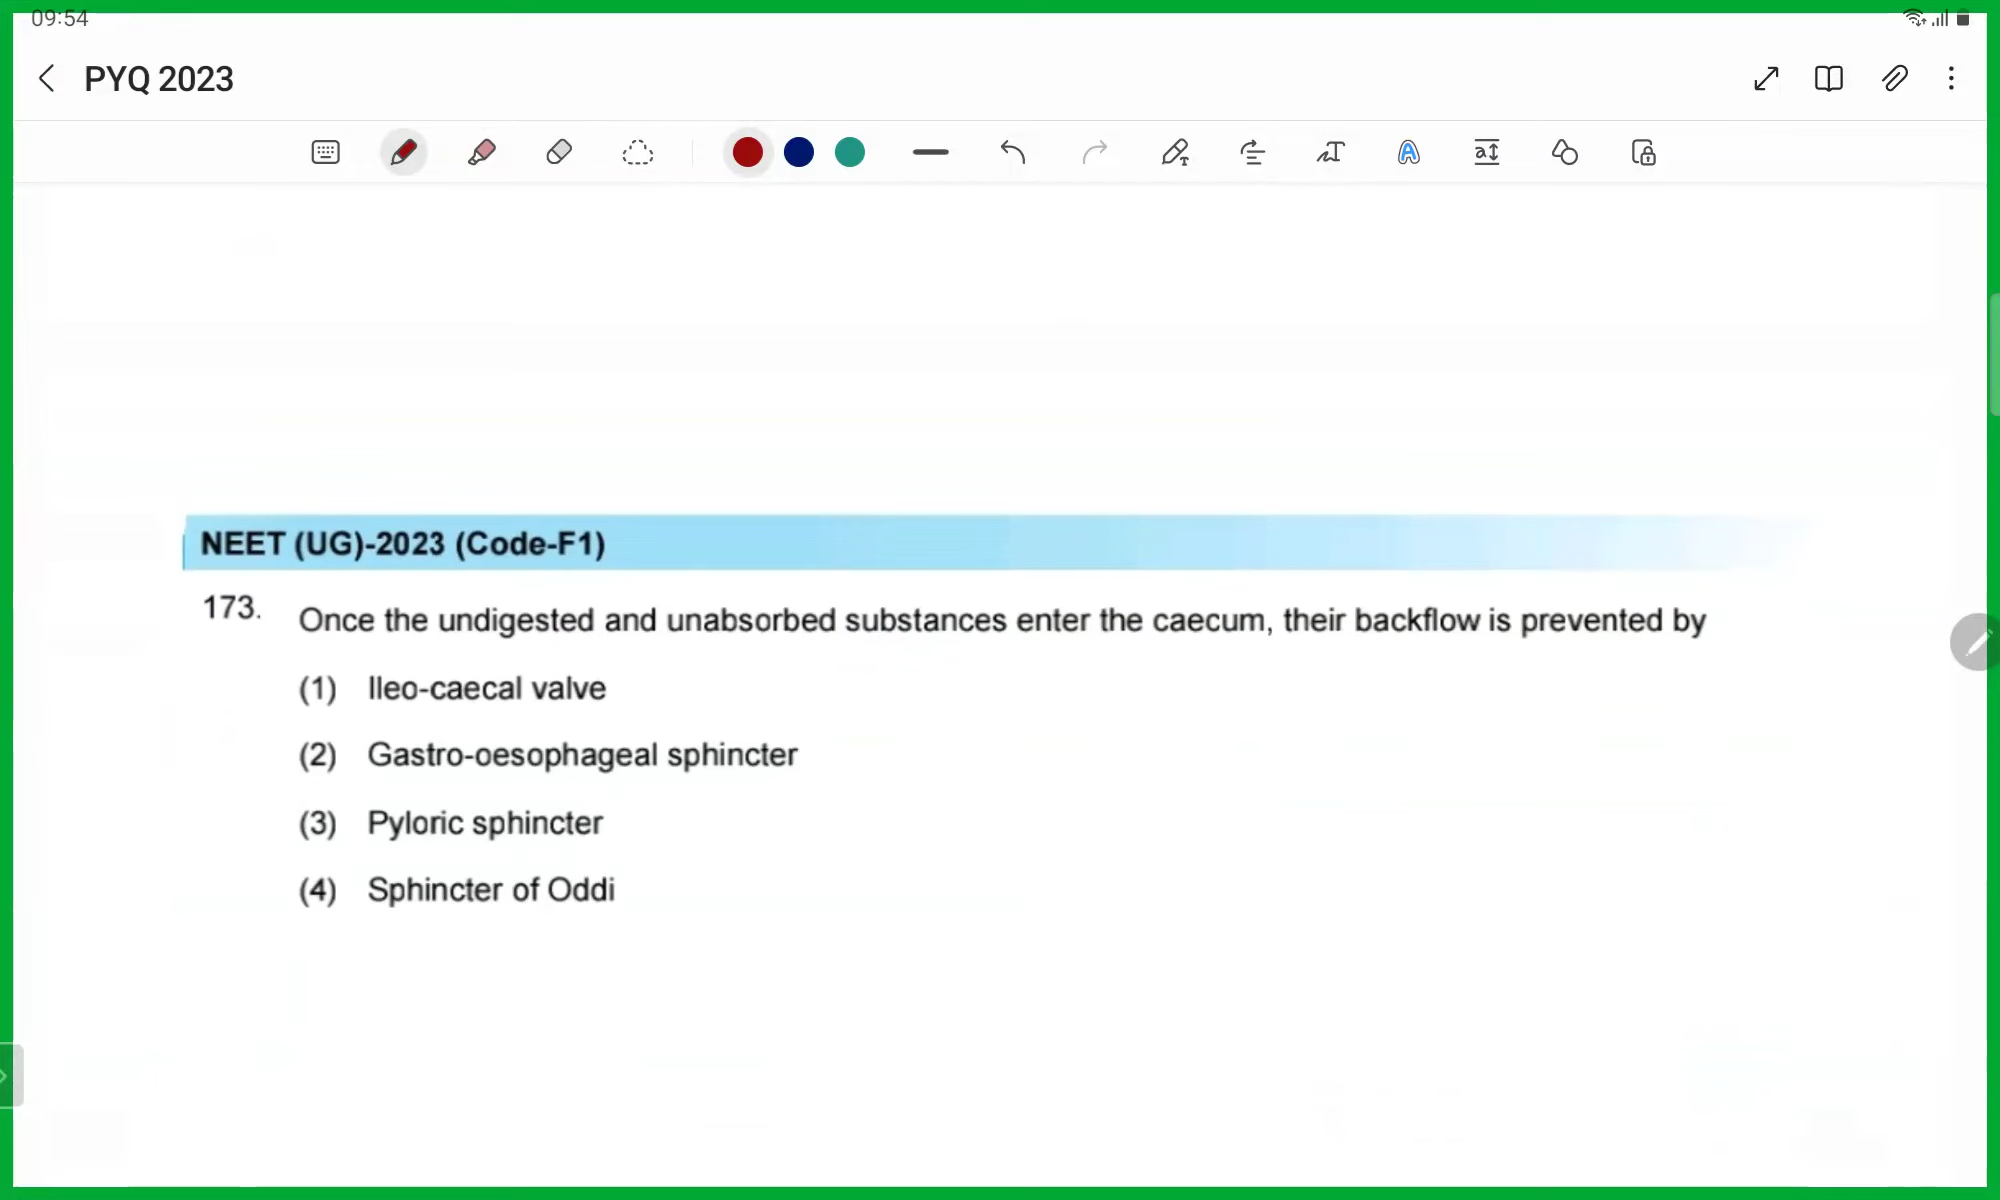 09:54
PYQ 2023
NEET (UG)-2023 (Code-F1)
173. Once the undigested and unabsorbed substances enter the caecum, their backflow is prevented by
(1) Ileo-caecal valve
(2) Gastro-oesophageal sphincter
(3) Pyloric sphincter
(4) Sphincter of Oddi